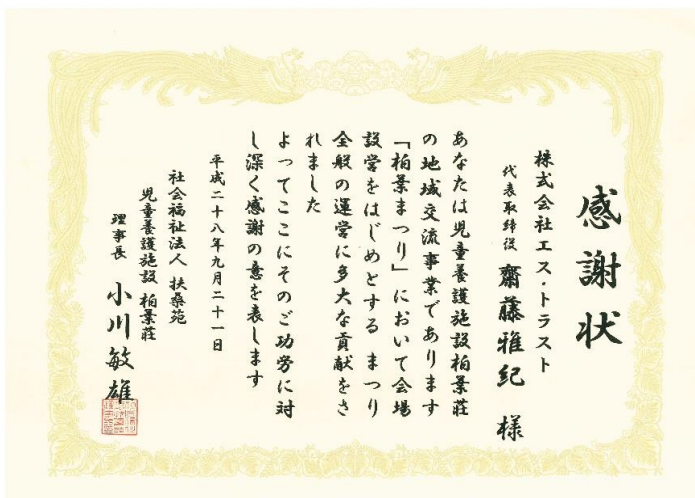 感謝状
株式会社エス・トラスト
代表取締役 齋藤雅紀 様
あなたは児童養護施設柏葉荘
の地域交流事業であります
「柏葉まつり」において会場
設営をはじめとする まつり
全般の運営に多大な貢献をさ
れました
よってここにそのご功労に対
し深く感謝の意を表します
平成二十八年九月二十一日
社会福祉法人 扶桑苑
児童養護施設 柏葉荘
理事長 小川敏雄